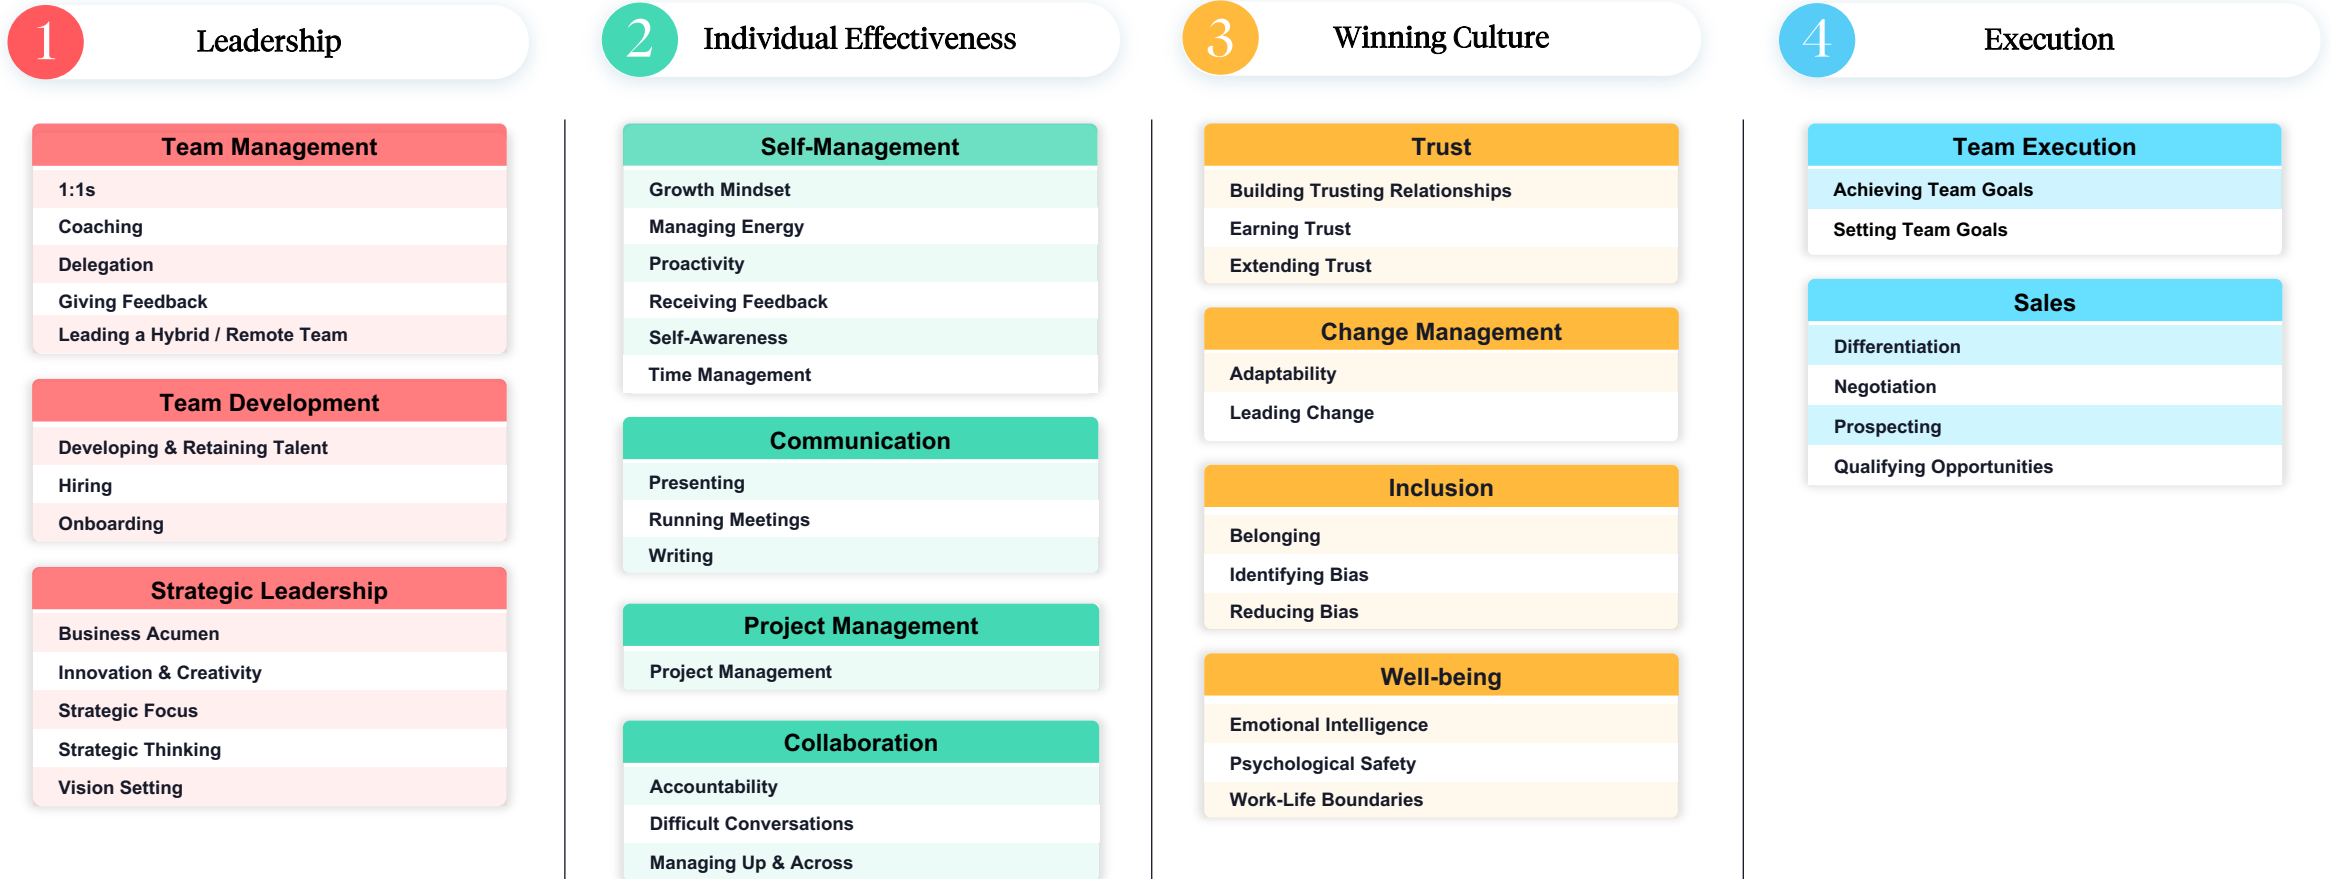 1
Leadership
Team Management
1:1s
Coaching
Delegation
Giving Feedback
Leading a Hybrid / Remote Team
Team Development
Developing & Retaining Talent
Hiring
Onboarding
Strategic Leadership
Business Acumen
Innovation & Creativity
Strategic Focus
Strategic Thinking
Vision Setting
2
Individual Effectiveness
Self-Management
Growth Mindset
Managing Energy
Proactivity
Receiving Feedback
Self-Awareness
Time Management
Communication
Presenting
Running Meetings
Writing
Project Management
Project Management
Collaboration
Accountability
Difficult Conversations
Managing Up & Across
3
Winning Culture
Trust
Building Trusting Relationships
Earning Trust
Extending Trust
Change Management
Adaptability
Leading Change
Inclusion
Belonging
Identifying Bias
Reducing Bias
Well-being
Emotional Intelligence
Psychological Safety
Work-Life Boundaries
4
Execution
Team Execution
Achieving Team Goals
Setting Team Goals
Sales
Differentiation
Negotiation
Prospecting
Qualifying Opportunities